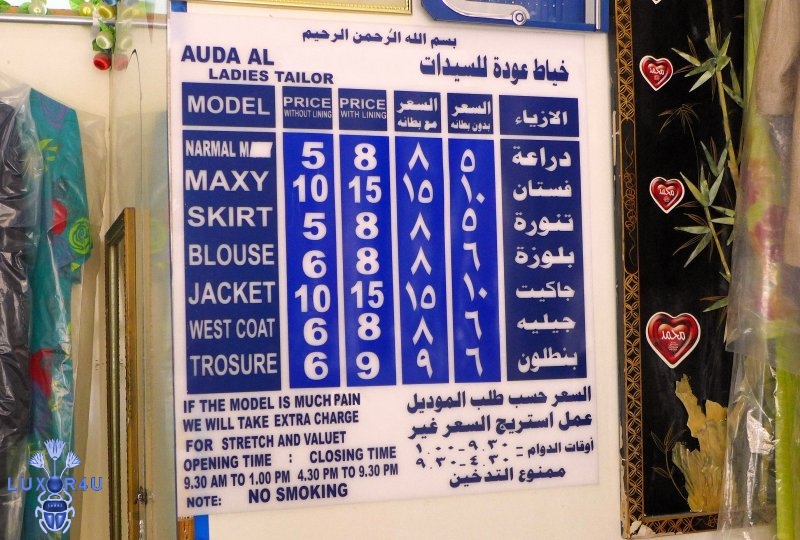 بسم الله الرحمن الرحيم
AUDA AL خياط عودة للسيدات
LADIES TAILOR
MODEL PRICE WITHOUT LINING PRICE WITH LINING السعر مع بطانه السعر بدون بطانه الازياء
NARMAL M 5 8 ٨ ٥ دراعة
MAXY 10 15 ١٥ ١٠ فستان
SKIRT 5 8 ٨ ٥ تنورة
BLOUSE 6 8 ٨ ٦ بلوزة
JACKET 10 15 ١٥ ١٠ جاكيت
WEST COAT 6 8 ٨ ٦ جيليه
TROSURE 6 9 ٩ ٦ بنطلون
IF THE MODEL IS MUCH PAIN
WE WILL TAKE EXTRA CHARGE
FOR STRETCH AND VALUET
OPENING TIME : CLOSING TIME
9.30 AM TO 1.00 PM 4.30 PM TO 9.30 PM
NOTE: NO SMOKING
السعر حسب طلب الموديل
عمل استريج السعر غير
أوقات الدوام = ٩.٣٠ - ١.٠٠
٤.٣٠ - ٩.٣٠
ممنوع التدخين
محمد
محمد
محمد
LUXOR4U